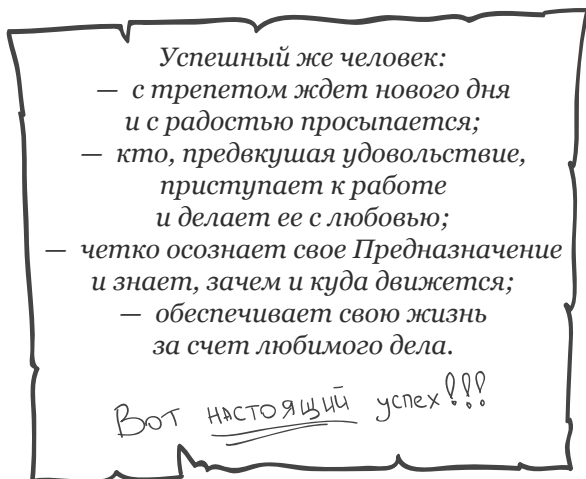 Успешный же человек:
— с трепетом ждет нового дня
и с радостью просыпается;
— кто, предвкушая удовольствие,
приступает к работе
и делает ее с любовью;
— четко осознает свое Предназначение
и знает, зачем и куда движется;
— обеспечивает свою жизнь
за счет любимого дела.
Вот настоящий успех!!!